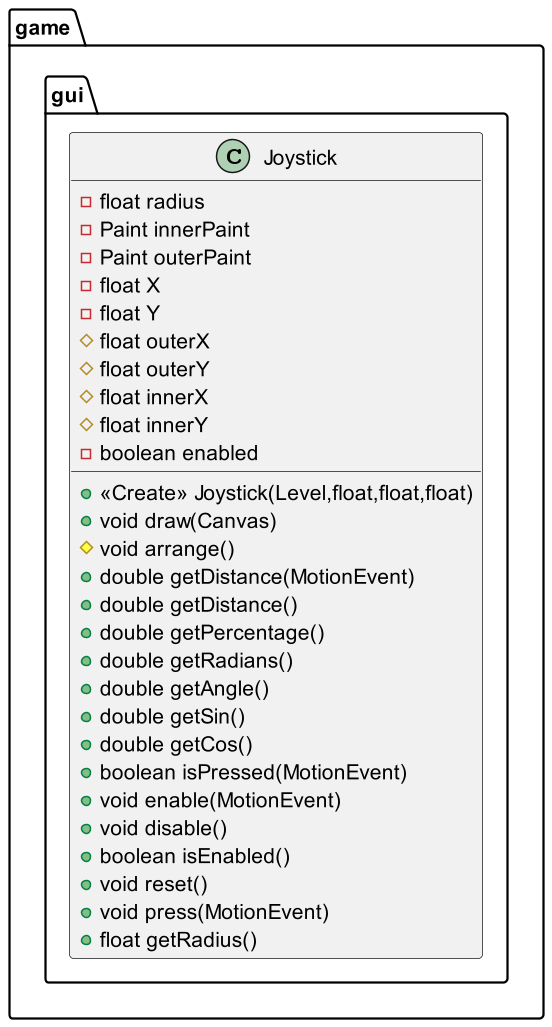 game
gui
C Joystick
float radius
Paint innerPaint
Paint outerPaint
float X
float Y
float outerX
float outerY
float innerX
float innerY
boolean enabled
«Create» Joystick(Level,float,float,float)
void draw(Canvas)
void arrange()
double getDistance(MotionEvent)
double getDistance()
double getPercentage()
double getRadians()
double getAngle()
double getSin()
double getCos()
boolean isPressed(MotionEvent)
void enable(MotionEvent)
void disable()
boolean isEnabled()
void reset()
void press(MotionEvent)
float getRadius()